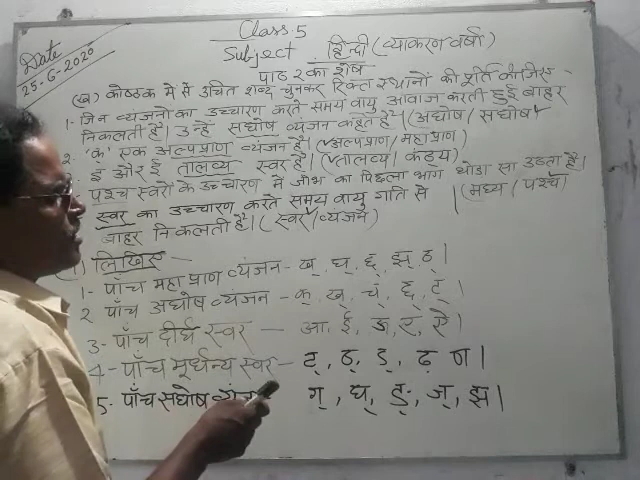 Date
25-6-2020
Class 5
Subject हिन्दी (व्याकरण वर्षा)
पाठ 2 का शेष
(ख) कोष्ठक में से उचित शब्द चुनकर रिक्त स्थानों की पूर्ति कीजिए -
1- जिन व्यंजनों का उच्चारण करते समय वायु आवाज करती हुई बाहर
निकलती है। उन्हें सघोष व्यंजन कहते हैं। (अघोष / सघोष)
2- 'क' एक अल्पप्राण व्यंजन है। (अल्पप्राण / महाप्राण)
इ और ई तालव्य स्वर है। (तालव्य / कंठ्य)
पश्च स्वरों के उच्चारण में जीभ का पिछला भाग थोडा सा उठता है।
(मध्य / पश्च)
स्वर का उच्चारण करते समय वायु गति से
बाहर निकलती है। (स्वर / व्यंजन)
लिखिए -
1- पाँच महाप्राण व्यंजन - ख्, घ्, छ्, झ्, ठ्।
2 पाँच अघोष व्यंजन - क्, ख्, च्, छ्, ट्।
3- पाँच दीर्घ स्वर — आ, ई, ऊ, ए, ऐ।
4- पाँच मूर्धन्य स्वर - ट्, ठ्, ड्, ढ़ ण।
5- पाँच सघोष व्यंजन ग्, घ्, ङ्, ज्, झ।